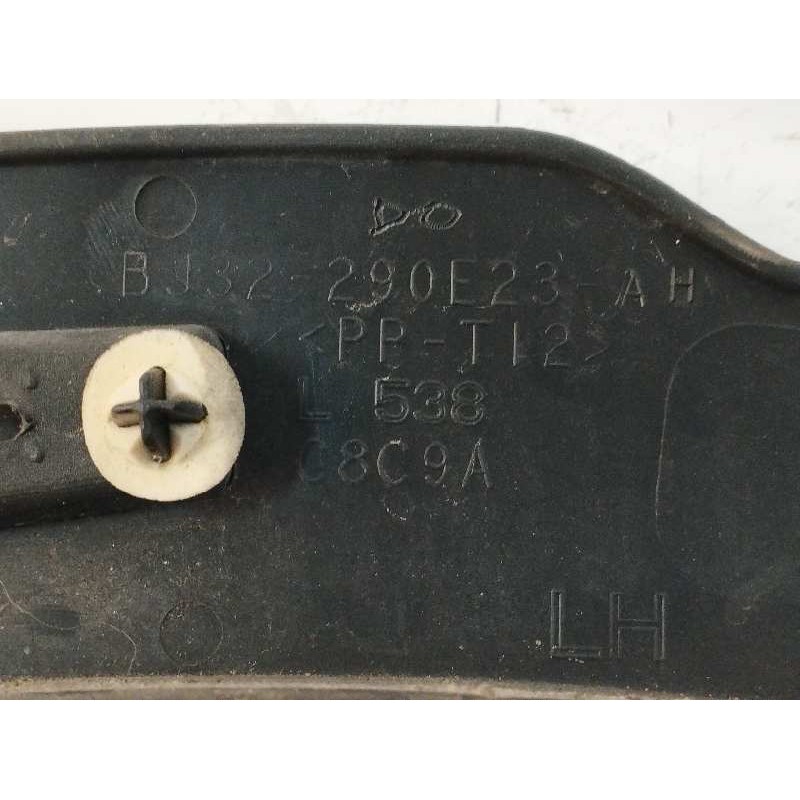 BJ32-290E23-AH
<PP-T12>
L 538
C8C9A
LH